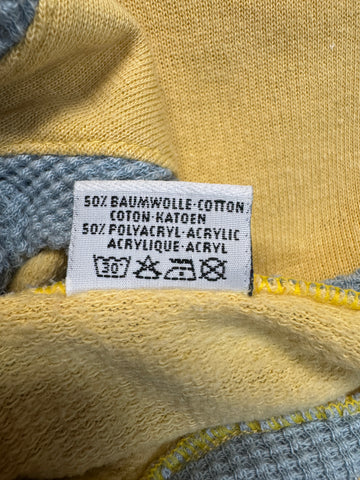 50% BAUMWOLLE·COTTON
COTON·KATOEN
50% POLYACRYL·ACRYLIC
ACRYLIQUE·ACRYL
30°